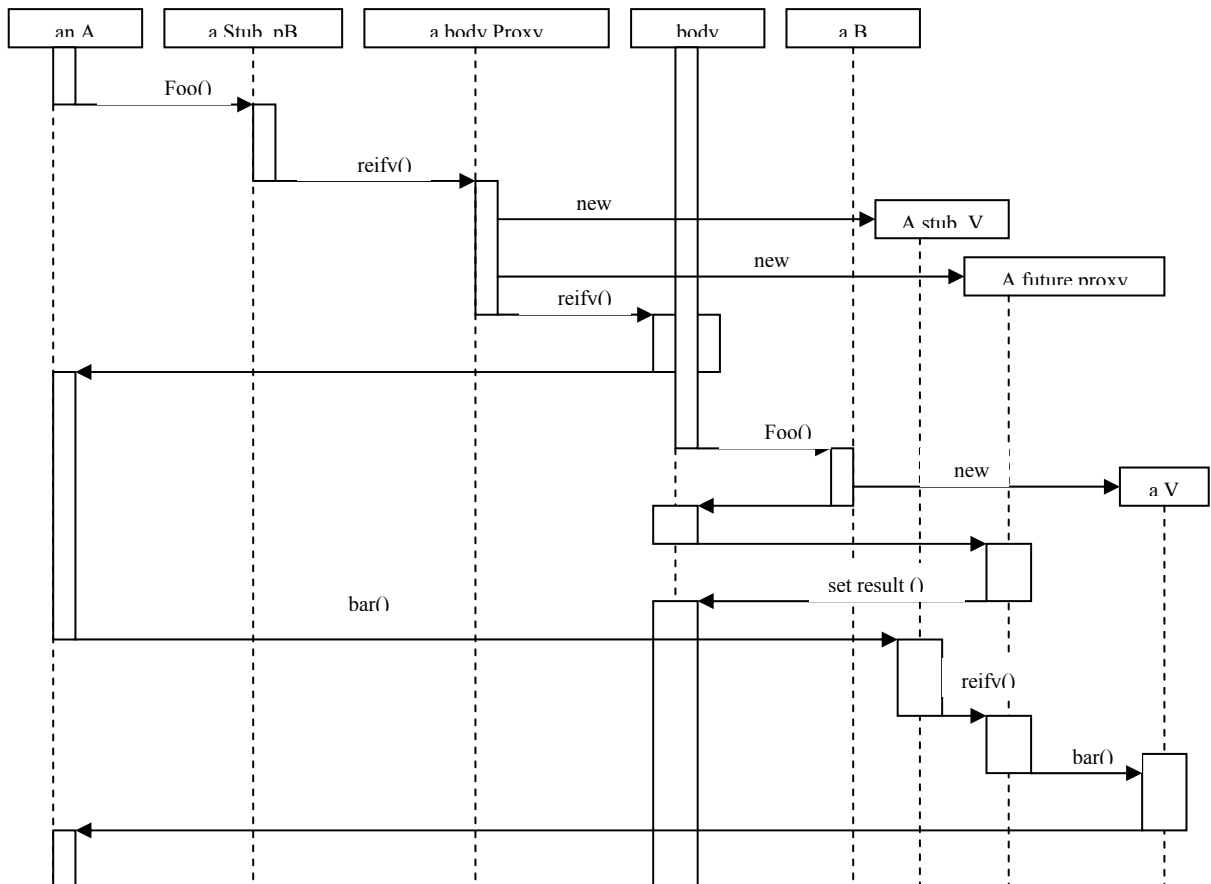 an A
a Stub_pB
a body Proxy
body
a B
Foo()
reify()
new
A stub_V
new
A future proxy
reify()
Foo()
new
a V
set result ()
bar()
reify()
bar()